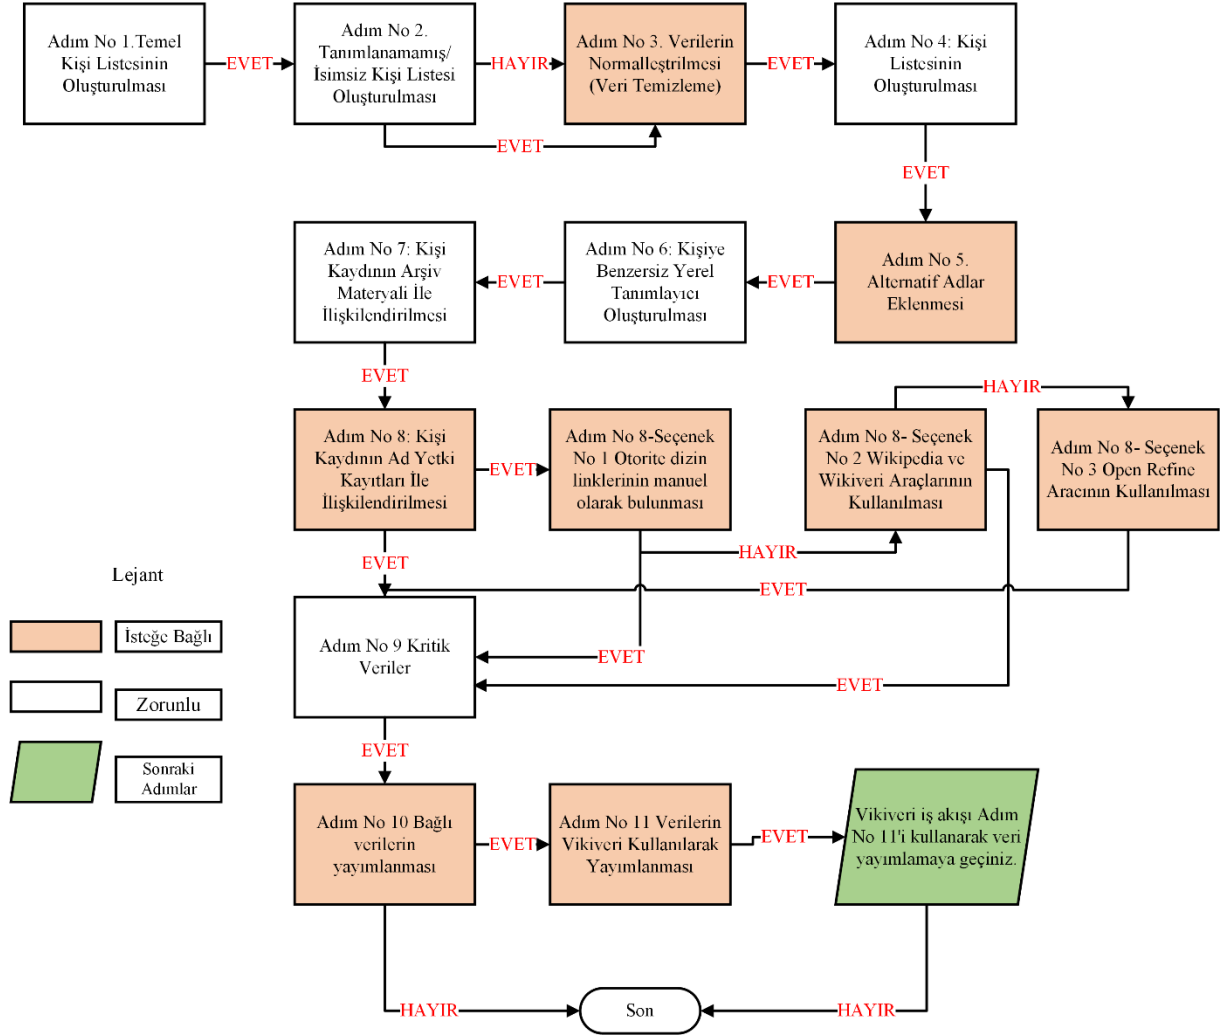 Adım No 1.Temel
Kişi Listesinin
Oluşturulması
EVET
Adım No 2.
Tanımlanamamış/
İsimsiz Kişi Listesi
Oluşturulması
HAYIR
EVET
Adım No 3. Verilerin
Normalleştrilmesi
(Veri Temizleme)
EVET
Adım No 4: Kişi
Listesinin
Oluşturulması
EVET
Adım No 5.
Alternatif Adlar
Eklenmesi
EVET
Adım No 6: Kişiye
Benzersiz Yerel
Tanımlayıcı
Oluşturulması
EVET
Adım No 7: Kişi
Kaydının Arşiv
Materyali İle
İlişkilendirilmesi
EVET
Adım No 8: Kişi
Kaydının Ad Yetki
Kayıtları İle
İlişkilendirilmesi
EVET
Adım No 8-Seçenek
No 1 Otorite dizin
linklerinin manuel
olarak bulunması
HAYIR
Adım No 8- Seçenek
No 2 Wikipedia ve
Wikiveri Araçlarının
Kullanılması
HAYIR
Adım No 8- Seçenek
No 3 Open Refine
Aracının Kullanılması
EVET
EVET
EVET
EVET
Adım No 9 Kritik
Veriler
EVET
Adım No 10 Bağlı
verilerin
yayımlanması
EVET
Adım No 11 Verilerin
Vikiveri Kullanılarak
Yayımlanması
EVET
Vikiveri iş akışı Adım
No 11'i kullanarak veri
yayımlamaya geçiniz.
HAYIR
Son
HAYIR
Lejant
İsteğe Bağlı
Zorunlu
Sonraki
Adımlar